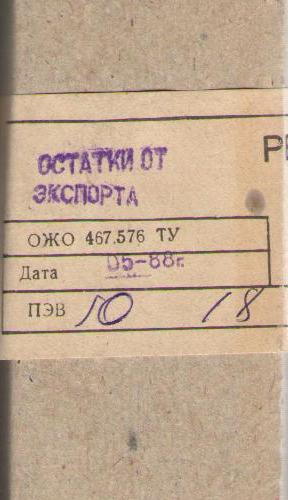 ОСТАТКИ ОТ
ЭКСПОРТА
ОЖО 467.576 ТУ
Дата 05-88г.
ПЭВ 10 18